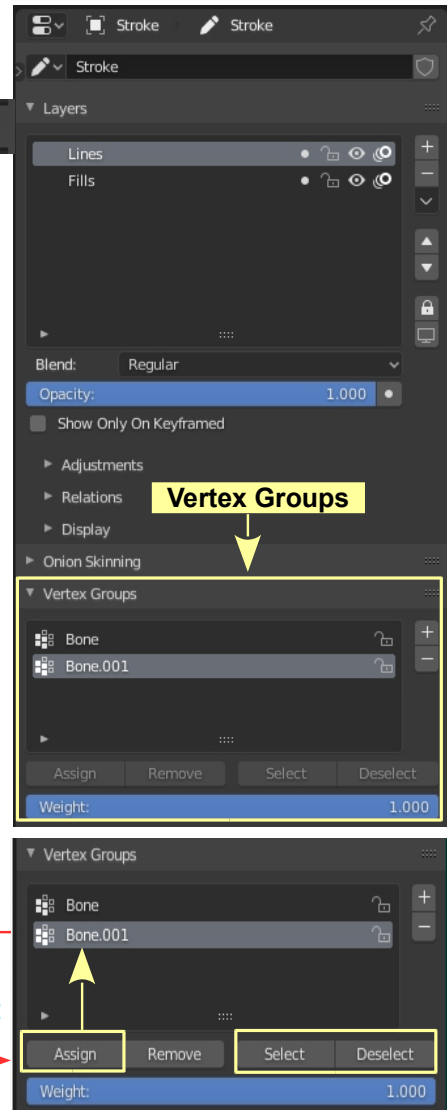 Stroke Stroke
Stroke
Layers
Lines
Fills
Blend: Regular
Opacity: 1.000
Show Only On Keyframed
Adjustments
Relations
Vertex Groups
Display
Onion Skinning
Vertex Groups
Bone
Bone.001
Assign Remove Select Deselect
Weight: 1.000
Vertex Groups
Bone
Bone.001
Assign Remove Select Deselect
Weight: 1.000